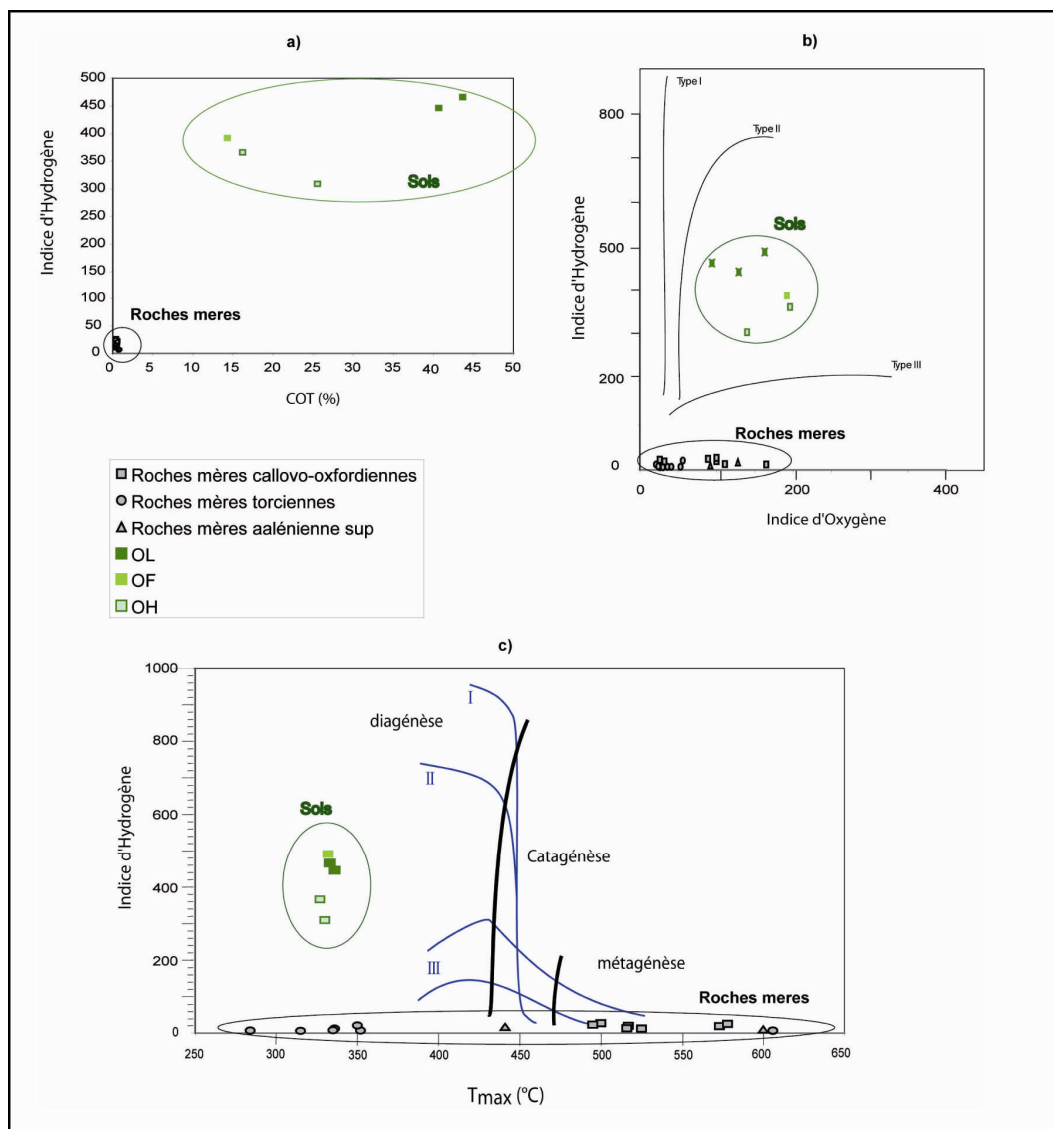 a)
500
450
400
350
300
250
200
150
100
50
0
Indice d'Hydrogène
Sols
Roches meres
0 5 10 15 20 25 30 35 40 45 50
COT (%)
b)
Type I
Type II
Type III
800
500
200
0
Indice d'Hydrogène
Sols
Roches meres
0 200 400
Indice d'Oxygène
Roches mères callovo-oxfordiennes
Roches mères torciennes
Roches mères aalénienne sup
OL
OF
OH
c)
1000
800
600
400
200
0
Indice d'Hydrogène
I
II
III
diagénèse
Sols
Catagénèse
métagénèse
Roches meres
250 300 350 400 450 500 550 600 650
Tmax (°C)